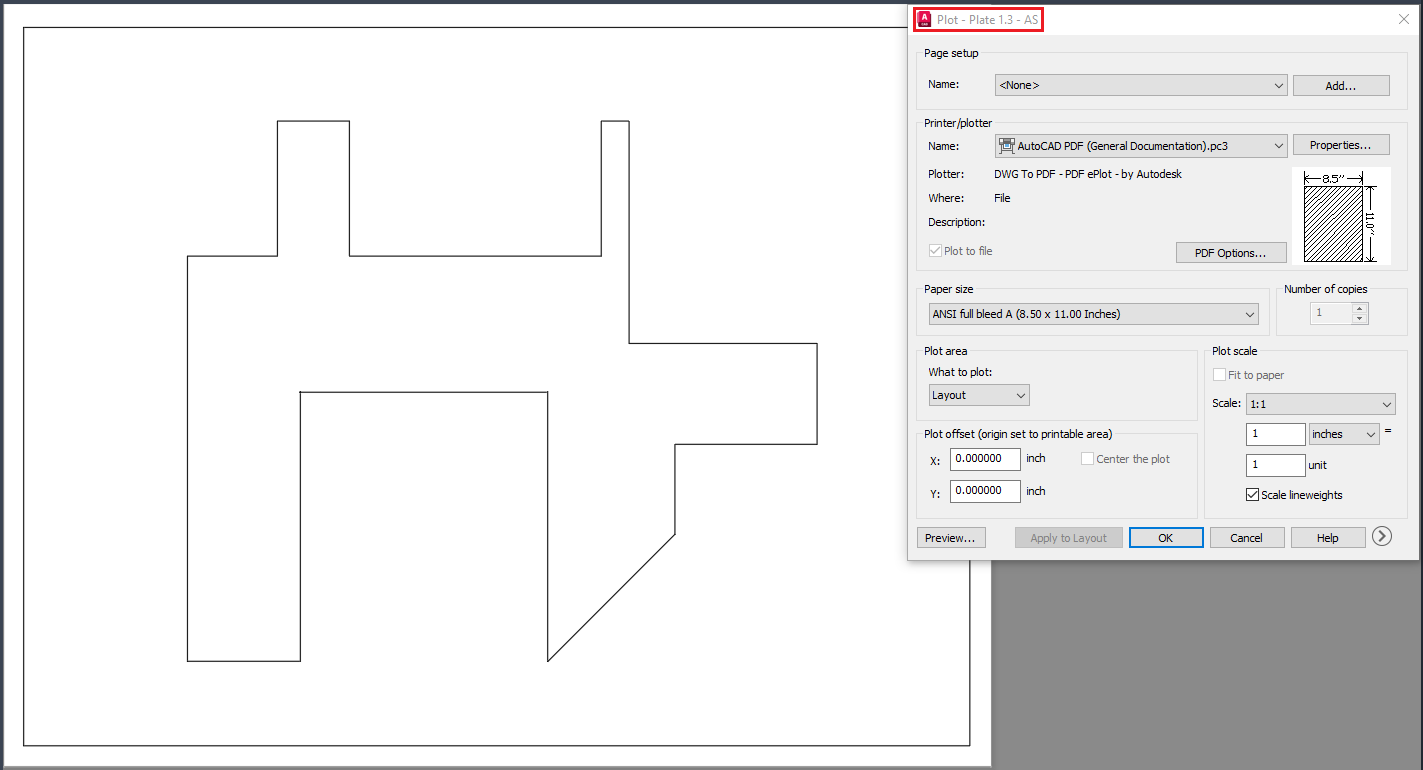 Plot - Plate 1.3 - AS
Page setup
Name: <None> Add...
Printer/plotter
Name: AutoCAD PDF (General Documentation).pc3 Properties...
Plotter: DWG To PDF - PDF ePlot - by Autodesk
Where: File
Description:
Plot to file
PDF Options...
8.5"
11.0"
Paper size
ANSI full bleed A (8.50 x 11.00 Inches)
Number of copies
1
Plot area
What to plot:
Layout
Plot offset (origin set to printable area)
X: 0.000000 inch
Center the plot
Y: 0.000000 inch
Plot scale
Fit to paper
Scale: 1:1
1 inches =
1 unit
Scale lineweights
Preview... Apply to Layout OK Cancel Help